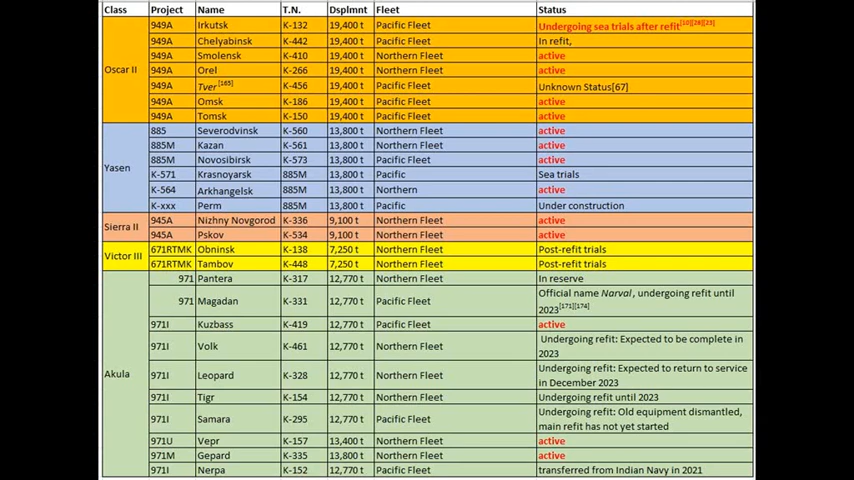 Class Project Name T.N. Dsplmnt Fleet Status
949A Irkutsk K-132 19,400 t Pacific Fleet Undergoing sea trials after refit[10][28][23]
949A Chelyabinsk K-442 19,400 t Pacific Fleet In refit,
949A Smolensk K-410 19,400 t Northern Fleet active
Oscar II 949A Orel K-266 19,400 t Northern Fleet active
949A Tver[165] K-456 19,400 t Pacific Fleet Unknown Status[67]
949A Omsk K-186 19,400 t Pacific Fleet active
949A Tomsk K-150 19,400 t Pacific Fleet active
885 Severodvinsk K-560 13,800 t Northern Fleet active
885M Kazan K-561 13,800 t Northern Fleet active
885M Novosibirsk K-573 13,800 t Pacific Fleet active
Yasen K-571 Krasnoyarsk 885M 13,800 t Pacific Sea trials
K-564 Arkhangelsk 885M 13,800 t Northern active
K-xxx Perm 885M 13,800 t Pacific Under construction
Sierra II 945A Nizhny Novgorod K-336 9,100 t Northern Fleet active
945A Pskov K-534 9,100 t Northern Fleet active
Victor III 671RTMK Obninsk K-138 7,250 t Northern Fleet Post-refit trials
671RTMK Tambov K-448 7,250 t Northern Fleet Post-refit trials
971 Pantera K-317 12,770 t Northern Fleet In reserve
971 Magadan K-331 12,770 t Pacific Fleet Official name Narval, undergoing refit until
2023[171][174]
971I Kuzbass K-419 12,770 t Pacific Fleet active
971I Volk K-461 12,770 t Northern Fleet Undergoing refit: Expected to be complete in
2023
Akula 971I Leopard K-328 12,770 t Northern Fleet Undergoing refit: Expected to return to service
in December 2023
971I Tigr K-154 12,770 t Northern Fleet Undergoing refit until 2023
971I Samara K-295 12,770 t Pacific Fleet Undergoing refit: Old equipment dismantled,
main refit has not yet started
971U Vepr K-157 13,400 t Northern Fleet active
971M Gepard K-335 13,800 t Northern Fleet active
971I Nerpa K-152 12,770 t Pacific Fleet transferred from Indian Navy in 2021